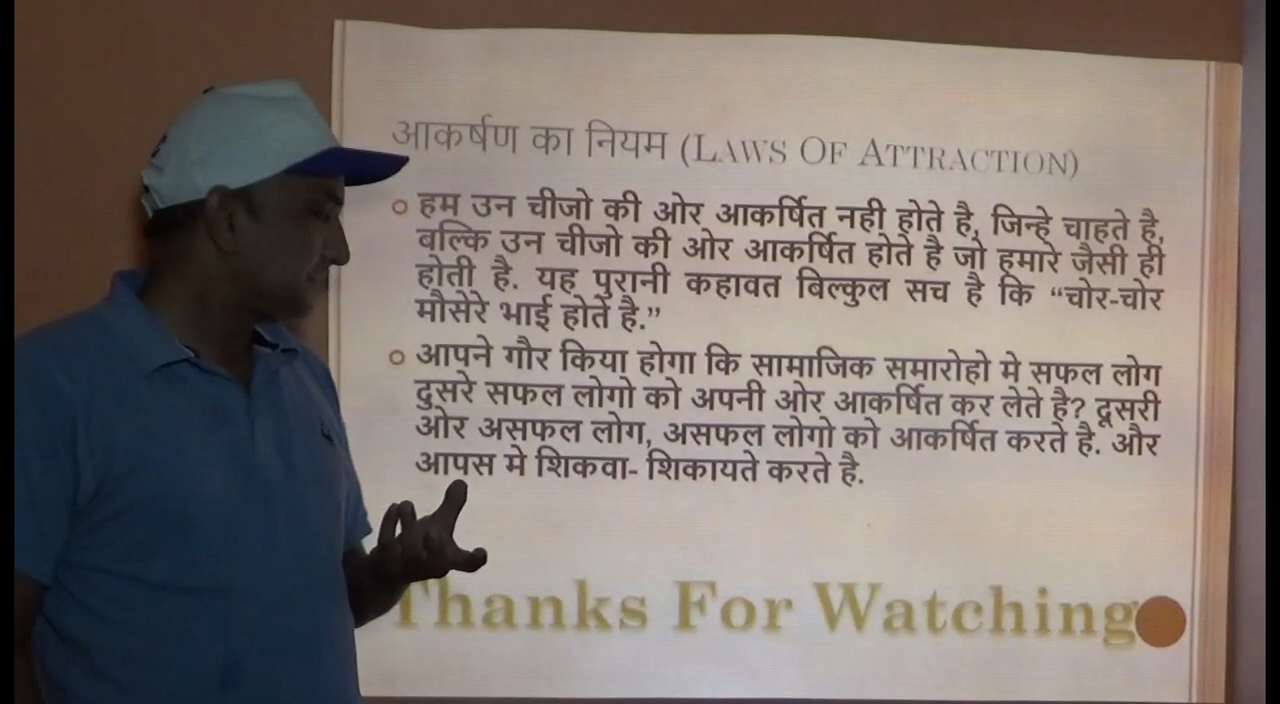 आकर्षण का नियम (LAWS OF ATTRACTION)
हम उन चीजो की ओर आकर्षित नही होते है, जिन्हे चाहते है,
बल्कि उन चीजो की ओर आकर्षित होते है जो हमारे जैसी ही
होती है. यह पुरानी कहावत बिल्कुल सच है कि “चोर-चोर
मौसेरे भाई होते है.”
आपने गौर किया होगा कि सामाजिक समारोहो मे सफल लोग
दुसरे सफल लोगो को अपनी ओर आकर्षित कर लेते है? दूसरी
ओर असफल लोग, असफल लोगो को आकर्षित करते है. और
आपस मे शिकवा- शिकायते करते है.
Thanks For Watching